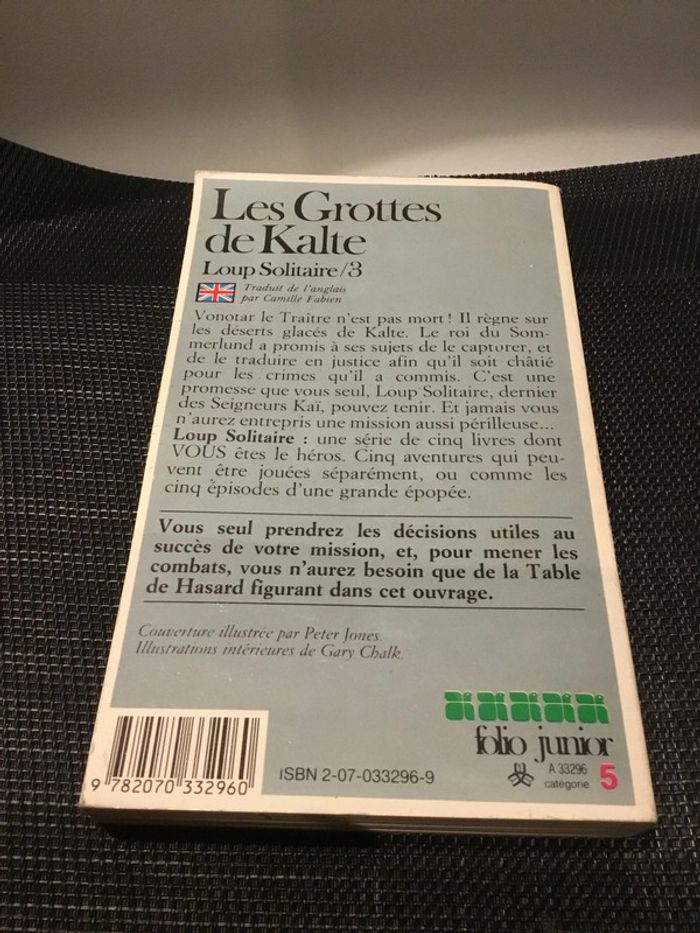 Les Grottes
de Kalte
Loup Solitaire/3
Traduit de l'anglais
par Camille Fabien
Vonotar le Traître n'est pas mort ! Il règne sur
les déserts glacés de Kalte. Le roi du Som-
merlund a promis à ses sujets de le capturer, et
de le traduire en justice afin qu'il soit châtié
pour les crimes qu'il a commis. C'est une
promesse que vous seul, Loup Solitaire, dernier
des Seigneurs Kaï, pouvez tenir. Et jamais vous
n'aurez entrepris une mission aussi périlleuse...
Loup Solitaire : une série de cinq livres dont
VOUS êtes le héros. Cinq aventures qui peu-
vent être jouées séparément, ou comme les
cinq épisodes d'une grande épopée.
Vous seul prendrez les décisions utiles au
succès de votre mission, et, pour mener les
combats, vous n'aurez besoin que de la Table
de Hasard figurant dans cet ouvrage.
Couverture illustrée par Peter Jones.
Illustrations intérieures de Gary Chalk.
folio junior
9 782070 332960
ISBN 2-07-033296-9
A 33296
catégorie 5